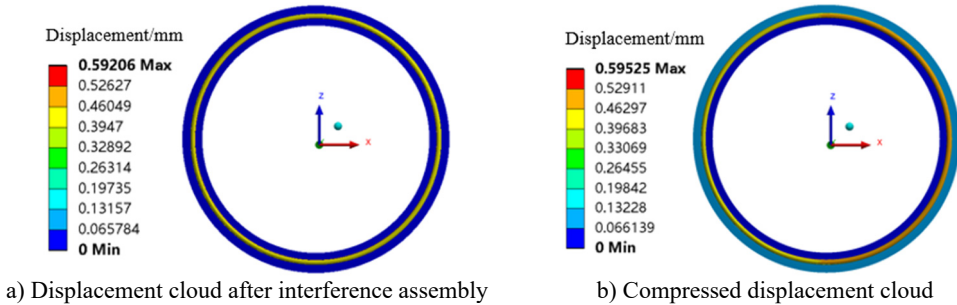 Displacement/mm
0.59206 Max
0.52627
0.46049
0.3947
0.32892
0.26314
0.19735
0.13157
0.065784
0 Min
z
x
a) Displacement cloud after interference assembly
Displacement/mm
0.59525 Max
0.52911
0.46297
0.39683
0.33069
0.26455
0.19842
0.13228
0.066139
0 Min
z
x
b) Compressed displacement cloud